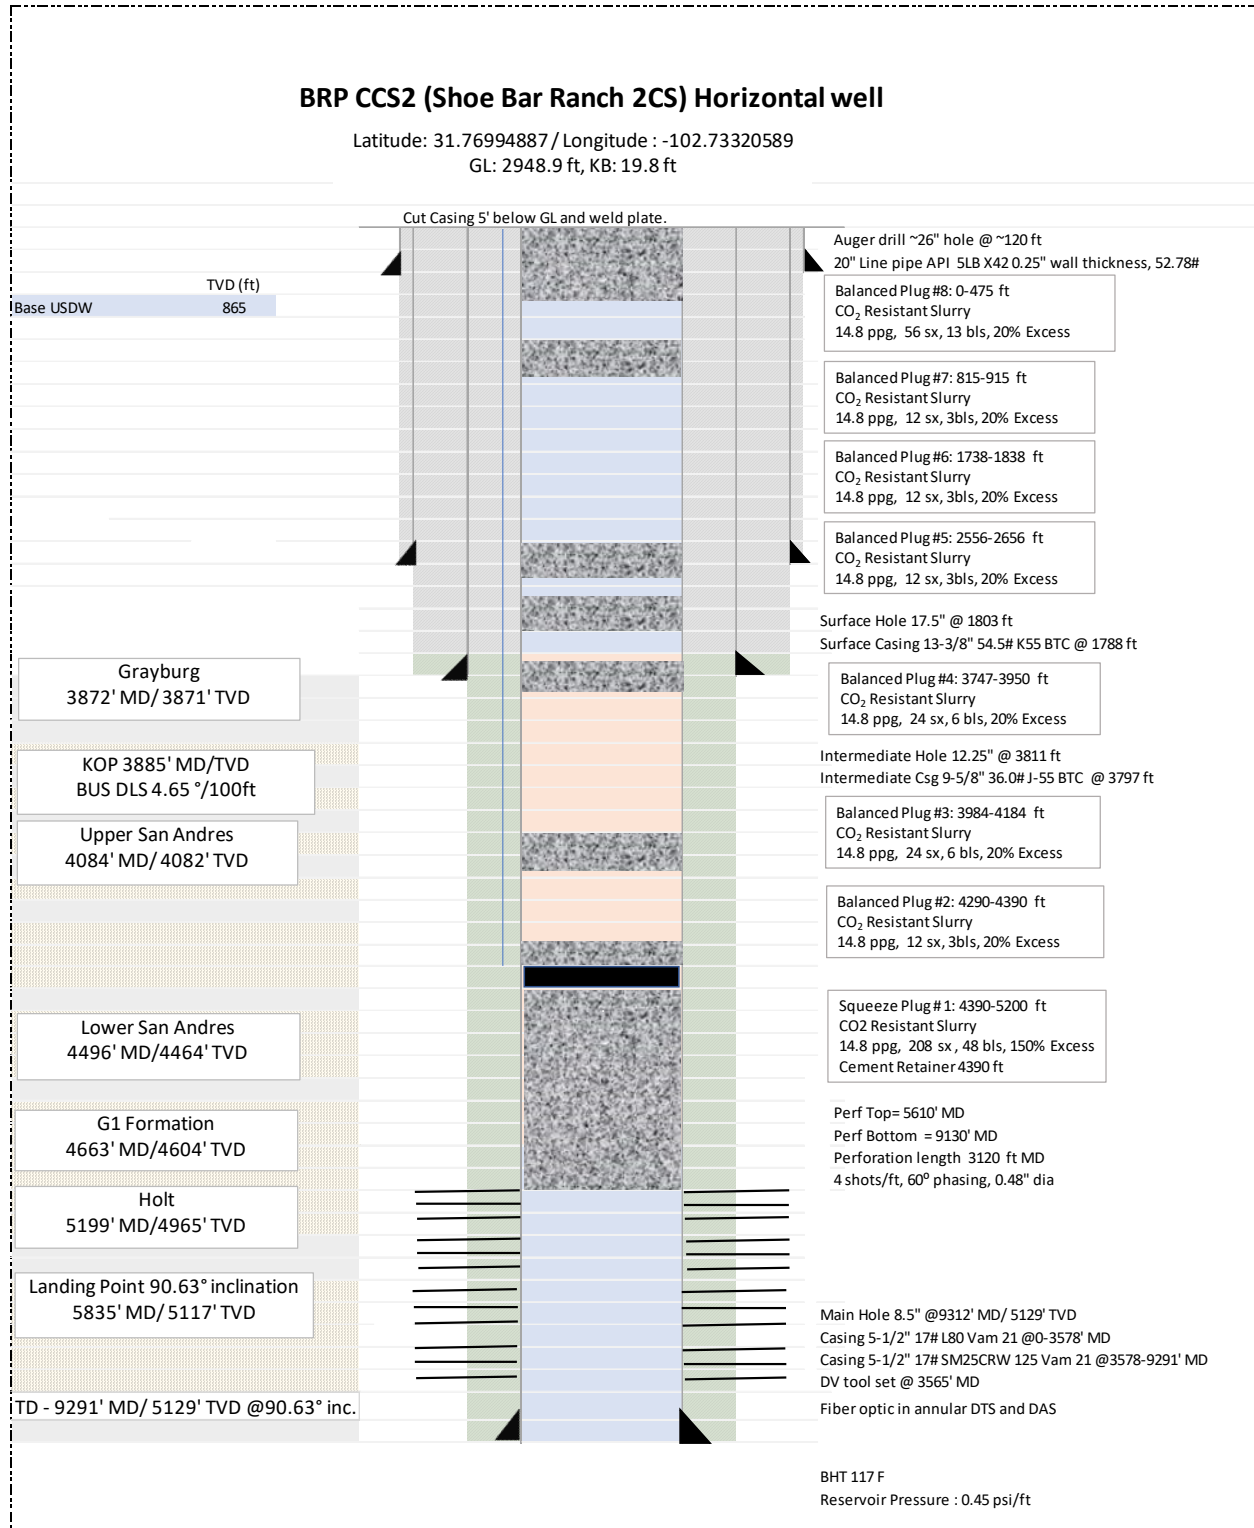 BRP CCS2 (Shoe Bar Ranch 2CS) Horizontal well
Latitude: 31.76994887 / Longitude : -102.73320589
GL: 2948.9 ft, KB: 19.8 ft
Cut Casing 5' below GL and weld plate.
Auger drill ~26" hole @ ~120 ft
20" Line pipe API 5LB X42 0.25" wall thickness, 52.78#
TVD (ft)
Base USDW 865
Balanced Plug #8: 0-475 ft
CO₂ Resistant Slurry
14.8 ppg, 56 sx, 13 bls, 20% Excess
Balanced Plug #7: 815-915 ft
CO₂ Resistant Slurry
14.8 ppg, 12 sx, 3bls, 20% Excess
Balanced Plug #6: 1738-1838 ft
CO₂ Resistant Slurry
14.8 ppg, 12 sx, 3bls, 20% Excess
Balanced Plug #5: 2556-2656 ft
CO₂ Resistant Slurry
14.8 ppg, 12 sx, 3bls, 20% Excess
Surface Hole 17.5" @ 1803 ft
Surface Casing 13-3/8" 54.5# K55 BTC @ 1788 ft
Grayburg
3872' MD/ 3871' TVD
Balanced Plug #4: 3747-3950 ft
CO₂ Resistant Slurry
14.8 ppg, 24 sx, 6 bls, 20% Excess
KOP 3885' MD/TVD
BUS DLS 4.65 °/100ft
Intermediate Hole 12.25" @ 3811 ft
Intermediate Csg 9-5/8" 36.0# J-55 BTC @ 3797 ft
Upper San Andres
4084' MD/ 4082' TVD
Balanced Plug #3: 3984-4184 ft
CO₂ Resistant Slurry
14.8 ppg, 24 sx, 6 bls, 20% Excess
Balanced Plug #2: 4290-4390 ft
CO₂ Resistant Slurry
14.8 ppg, 12 sx, 3bls, 20% Excess
Lower San Andres
4496' MD/4464' TVD
Squeeze Plug #1: 4390-5200 ft
CO2 Resistant Slurry
14.8 ppg, 208 sx , 48 bls, 150% Excess
Cement Retainer 4390 ft
G1 Formation
4663' MD/4604' TVD
Perf Top= 5610' MD
Perf Bottom = 9130' MD
Perforation length 3120 ft MD
4 shots/ft, 60⁰ phasing, 0.48" dia
Holt
5199' MD/4965' TVD
Landing Point 90.63° inclination
5835' MD/ 5117' TVD
Main Hole 8.5" @9312' MD/ 5129' TVD
Casing 5-1/2" 17# L80 Vam 21 @0-3578' MD
Casing 5-1/2" 17# SM25CRW 125 Vam 21 @3578-9291' MD
DV tool set @ 3565' MD
TD - 9291' MD/ 5129' TVD @90.63° inc.
Fiber optic in annular DTS and DAS
BHT 117 F
Reservoir Pressure : 0.45 psi/ft